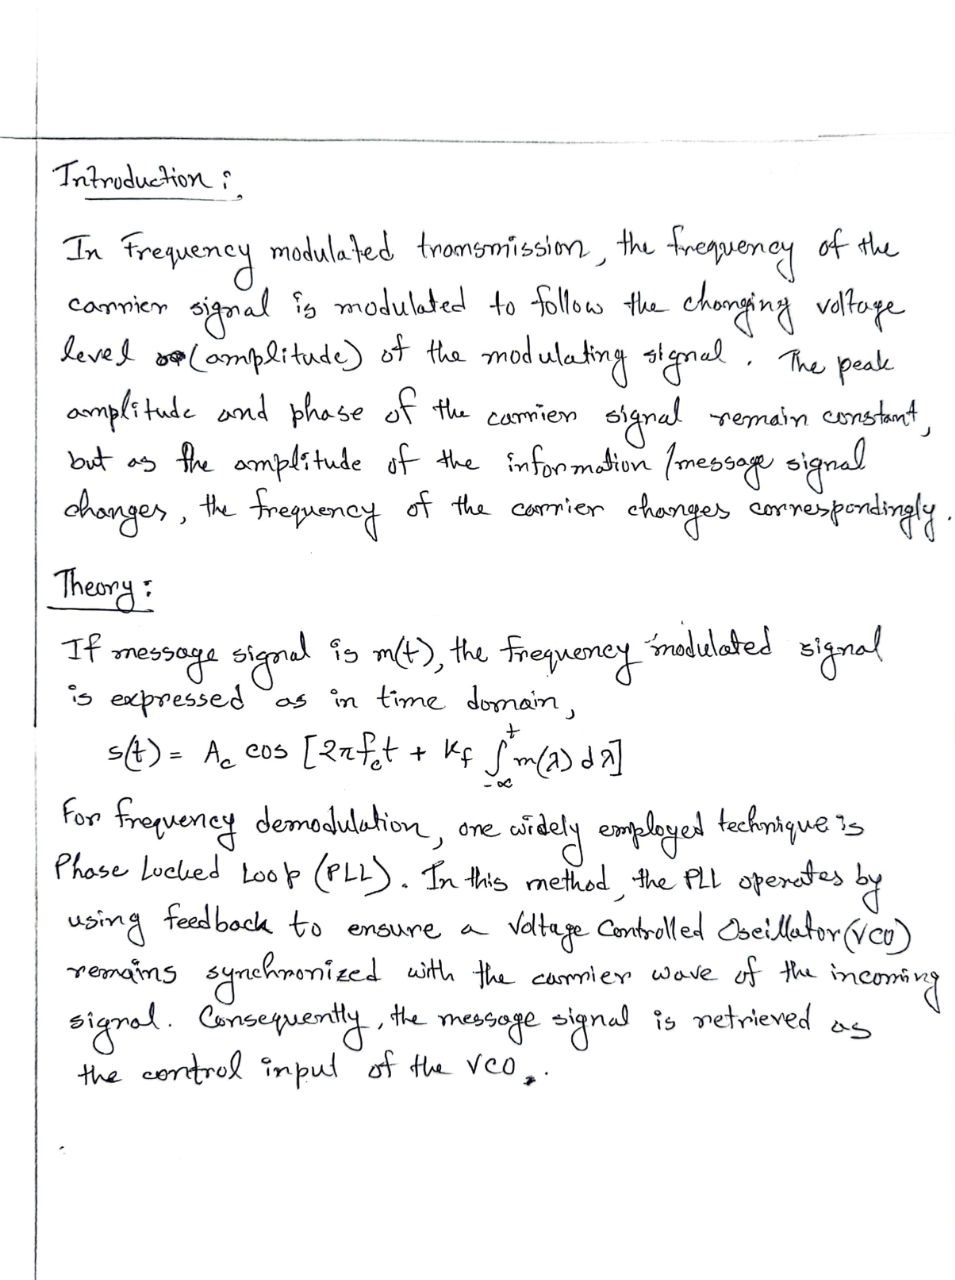 Introduction :
In Frequency modulated transmission, the frequency of the
carrier signal is modulated to follow the changing voltage
level (amplitude) of the modulating signal. The peak
amplitude and phase of the carrier signal remain constant,
but as the amplitude of the information /message signal
changes, the frequency of the carrier changes correspondingly.
Theory :
If message signal is m(t), the frequency modulated signal
is expressed as in time domain,
s(t) = A_c cos [2πf_c t + K_f ∫_{-∞}^{t} m(λ) dλ]
For frequency demodulation, one widely employed technique is
Phase Locked Loop (PLL). In this method, the PLL operates by
using feedback to ensure a Voltage Controlled Oscillator (VCO)
remains synchronized with the carrier wave of the incoming
signal. Consequently, the message signal is retrieved as
the control input of the VCO.